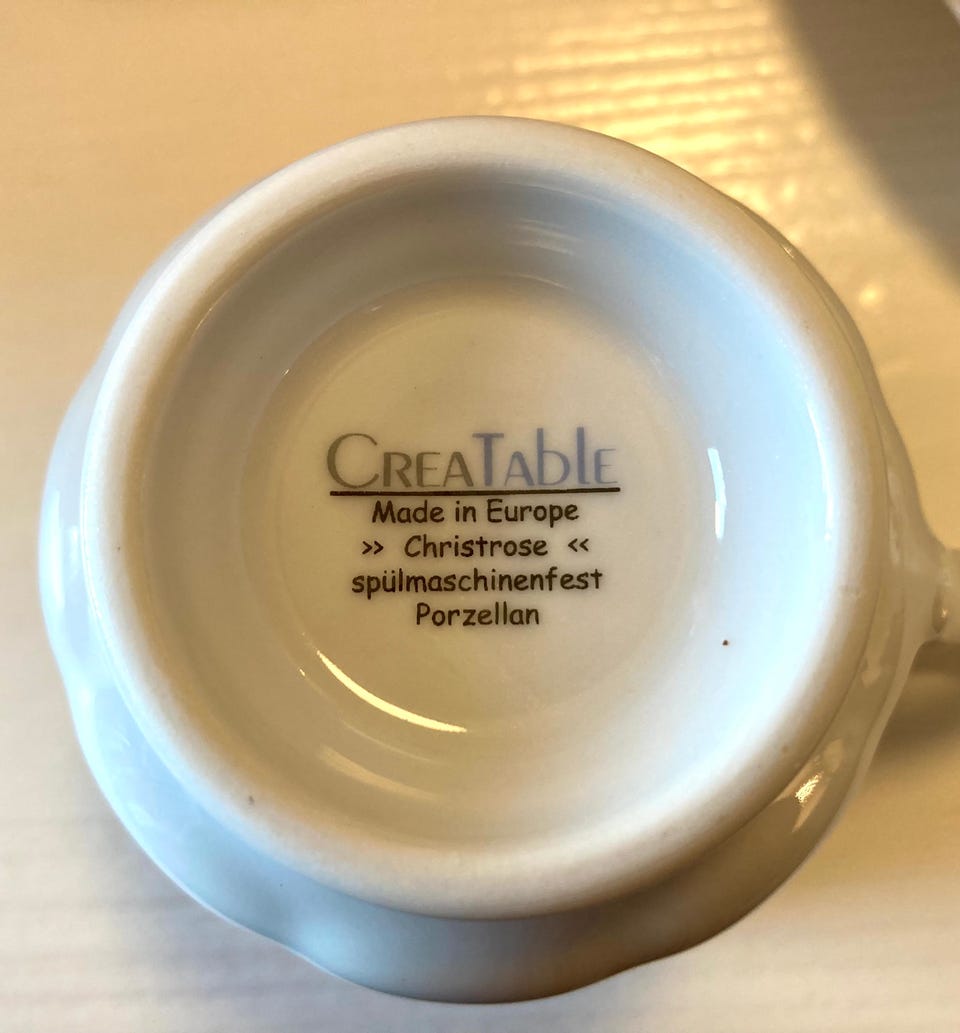 CREATAblE
Made in Europe
>> Christrose <<
spülmaschinenfest
Porzellan